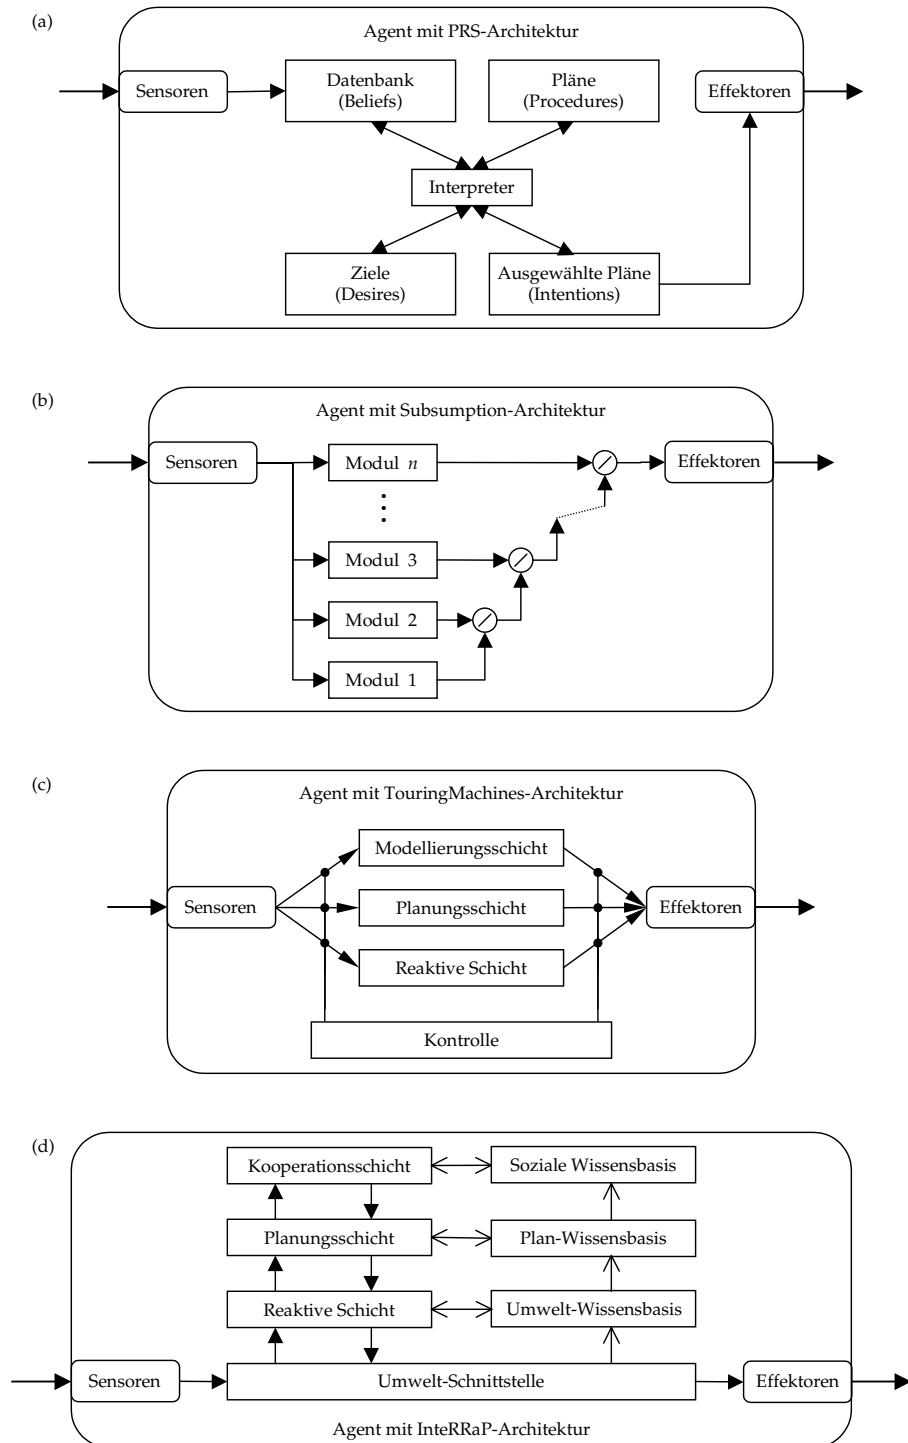 (a)
Agent mit PRS-Architektur
Sensoren
Datenbank
(Beliefs)
Pläne
(Procedures)
Effektoren
Interpreter
Ziele
(Desires)
Ausgewählte Pläne
(Intentions)
(b)
Agent mit Subsumption-Architektur
Sensoren
Modul n
Effektoren
Modul 3
Modul 2
Modul 1
(c)
Agent mit TouringMachines-Architektur
Modellierungsschicht
Sensoren
Planungsschicht
Effektoren
Reaktive Schicht
Kontrolle
(d)
Kooperationsschicht
Soziale Wissensbasis
Planungsschicht
Plan-Wissensbasis
Reaktive Schicht
Umwelt-Wissensbasis
Sensoren
Umwelt-Schnittstelle
Effektoren
Agent mit InteRRaP-Architektur